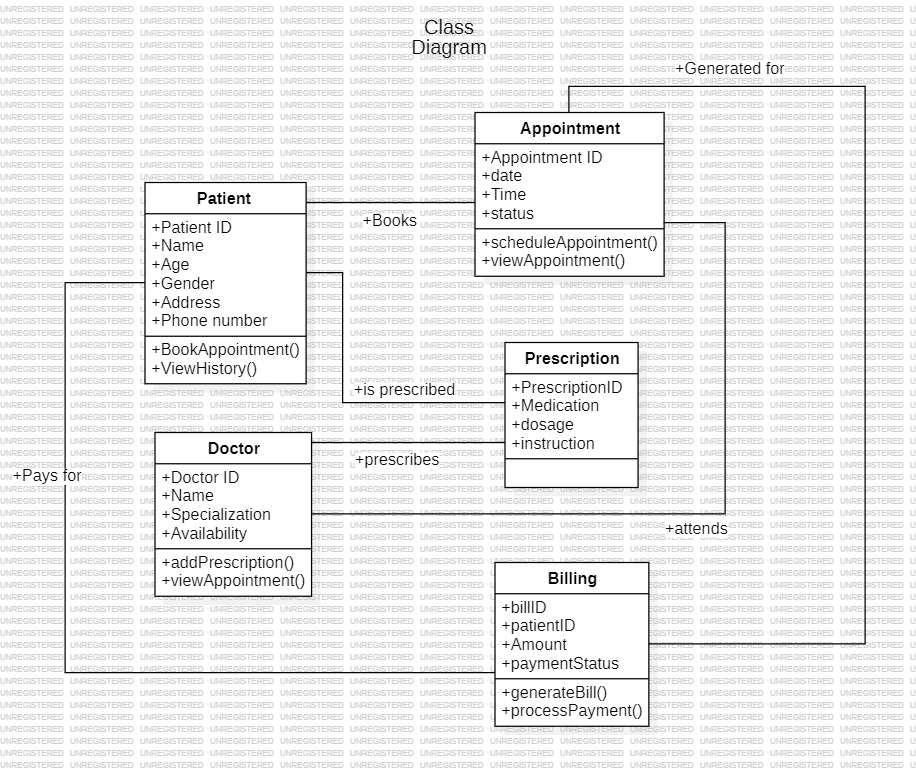 Class
Diagram
+Generated for
Appointment
+Appointment ID
+date
+Time
+status
+scheduleAppointment()
+viewAppointment()
Patient
+Patient ID
+Name
+Age
+Gender
+Address
+Phone number
+BookAppointment()
+ViewHistory()
+Books
+is prescribed
Prescription
+PrescriptionID
+Medication
+dosage
+instruction
Doctor
+Doctor ID
+Name
+Specialization
+Availability
+addPrescription()
+viewAppointment()
+prescribes
+Pays for
+attends
Billing
+billID
+patientID
+Amount
+paymentStatus
+generateBill()
+processPayment()
UNREGISTERED